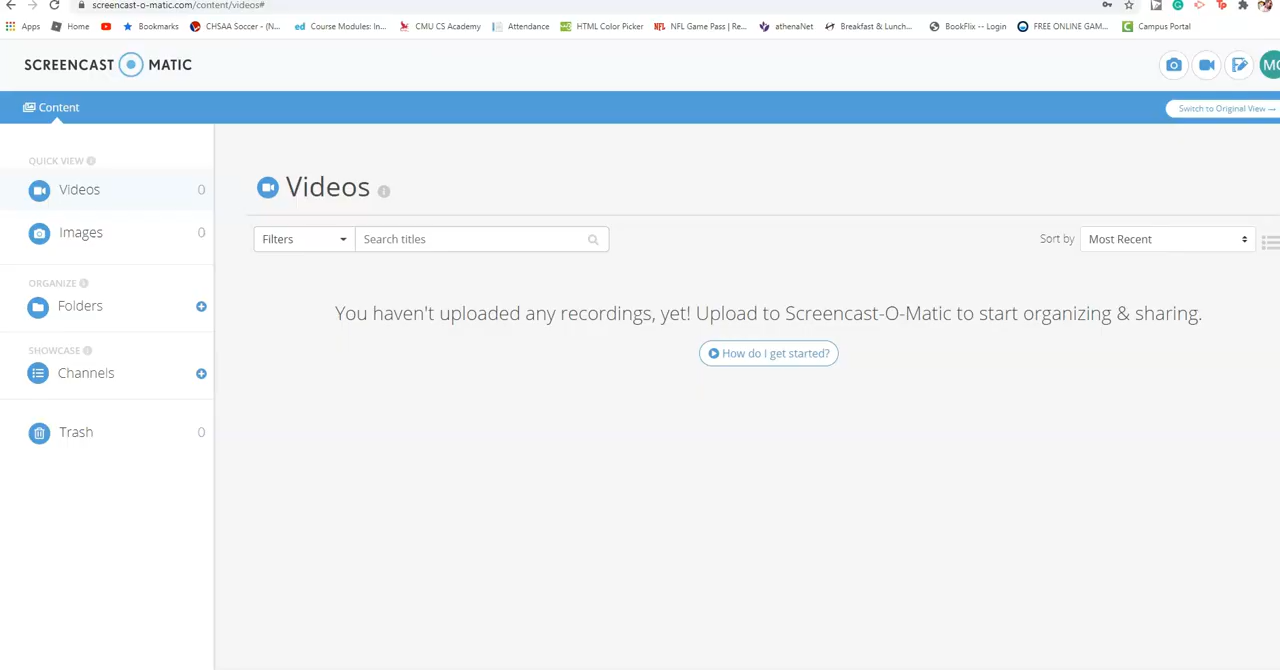 screencast-o-matic.com/content/videos#
Apps Home Bookmarks CHSAA Soccer - (N... ed Course Modules: In... CMU CS Academy Attendance HTML Color Picker NFL Game Pass | Re... athenaNet Breakfast & Lunch... BookFlix -- Login FREE ONLINE GAM... Campus Portal
SCREENCAST MATIC
MC
Content
Switch to Original View →
QUICK VIEW
Videos 0
Images 0
ORGANIZE
Folders
SHOWCASE
Channels
Trash 0
Videos
Filters
Search titles
Sort by
Most Recent
You haven't uploaded any recordings, yet! Upload to Screencast-O-Matic to start organizing & sharing.
How do I get started?